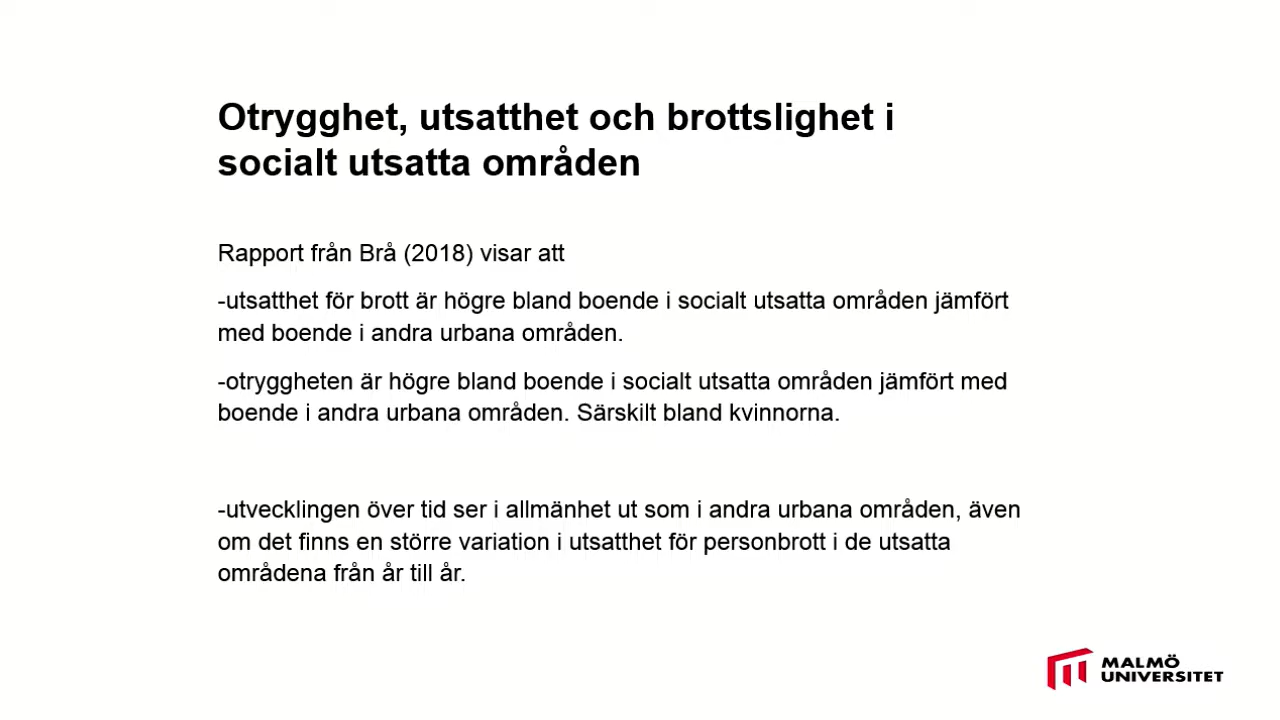 Otrygghet, utsatthet och brottslighet i
socialt utsatta områden
Rapport från Brå (2018) visar att
-utsatthet för brott är högre bland boende i socialt utsatta områden jämfört
med boende i andra urbana områden.
-otryggheten är högre bland boende i socialt utsatta områden jämfört med
boende i andra urbana områden. Särskilt bland kvinnorna.
-utvecklingen över tid ser i allmänhet ut som i andra urbana områden, även
om det finns en större variation i utsatthet för personbrott i de utsatta
områdena från år till år.
MALMÖ
UNIVERSITET